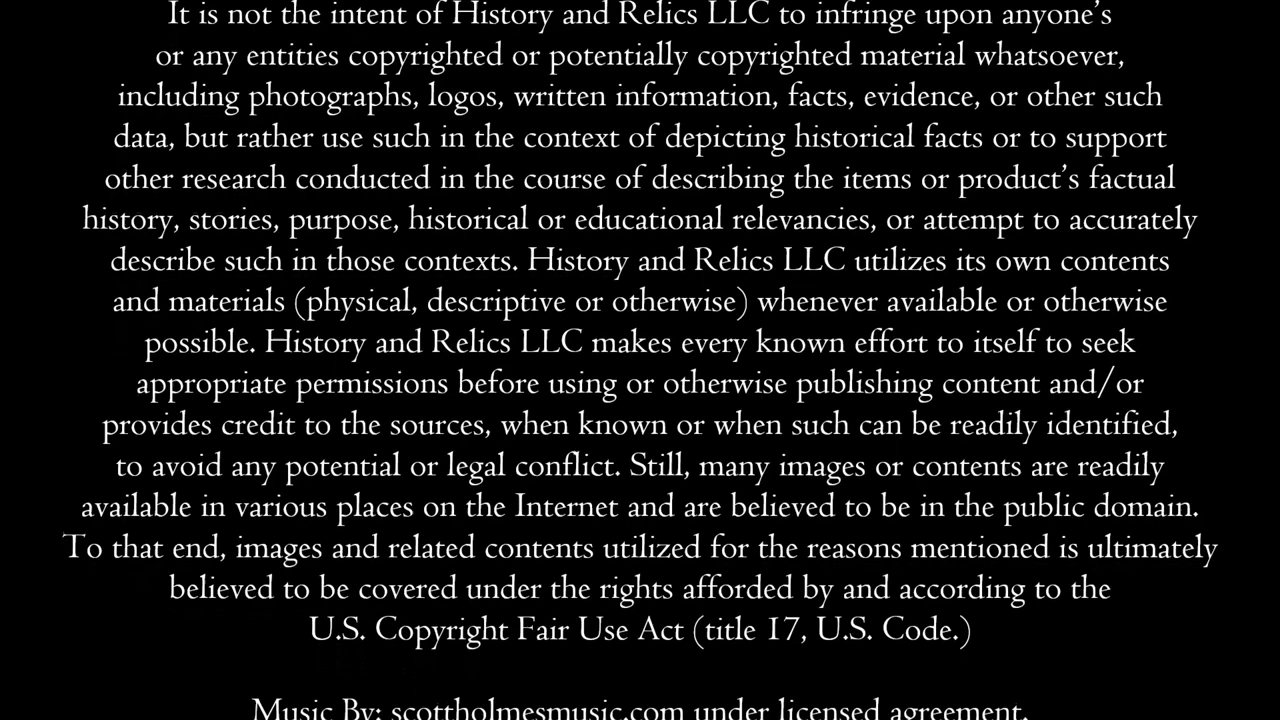 It is not the intent of History and Relics LLC to infringe upon anyone's
or any entities copyrighted or potentially copyrighted material whatsoever,
including photographs, logos, written information, facts, evidence, or other such
data, but rather use such in the context of depicting historical facts or to support
other research conducted in the course of describing the items or product's factual
history, stories, purpose, historical or educational relevancies, or attempt to accurately
describe such in those contexts. History and Relics LLC utilizes its own contents
and materials (physical, descriptive or otherwise) whenever available or otherwise
possible. History and Relics LLC makes every known effort to itself to seek
appropriate permissions before using or otherwise publishing content and/or
provides credit to the sources, when known or when such can be readily identified,
to avoid any potential or legal conflict. Still, many images or contents are readily
available in various places on the Internet and are believed to be in the public domain.
To that end, images and related contents utilized for the reasons mentioned is ultimately
believed to be covered under the rights afforded by and according to the
U.S. Copyright Fair Use Act (title 17, U.S. Code.)
Music By: scottholmesmusic.com under licensed agreement.